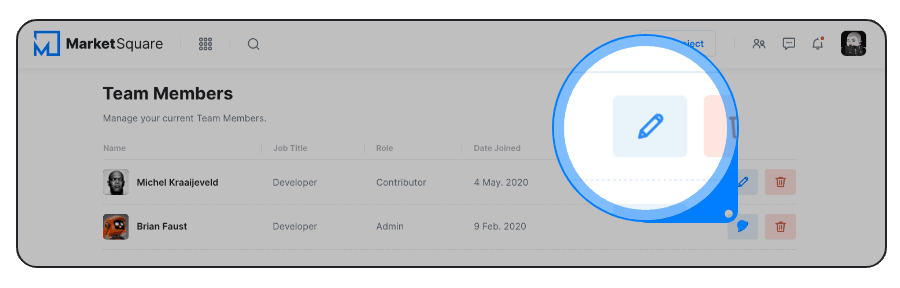 MarketSquare
Team Members
Manage your current Team Members.
Name Job Title Role Date Joined
Michel Kraaijeveld Developer Contributor 4 May. 2020
Brian Faust Developer Admin 9 Feb. 2020